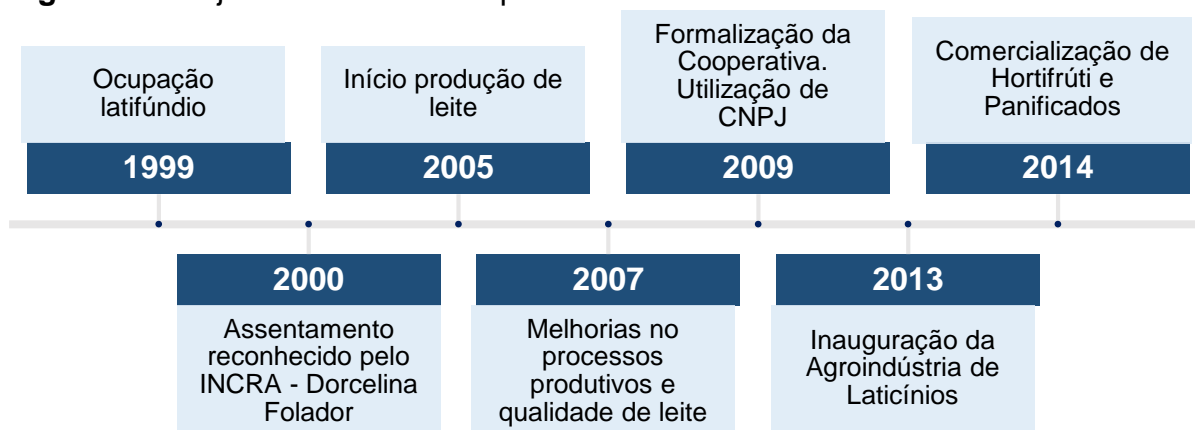 Ocupação
latifúndio
1999
Início produção de
leite
2005
Formalização da
Cooperativa.
Utilização de
CNPJ
2009
Comercialização de
Hortifrúti e
Panificados
2014
2000
Assentamento
reconhecido pelo
INCRA - Dorcelina
Folador
2007
Melhorias no
processos
produtivos e
qualidade de leite
2013
Inauguração da
Agroindústria de
Laticínios